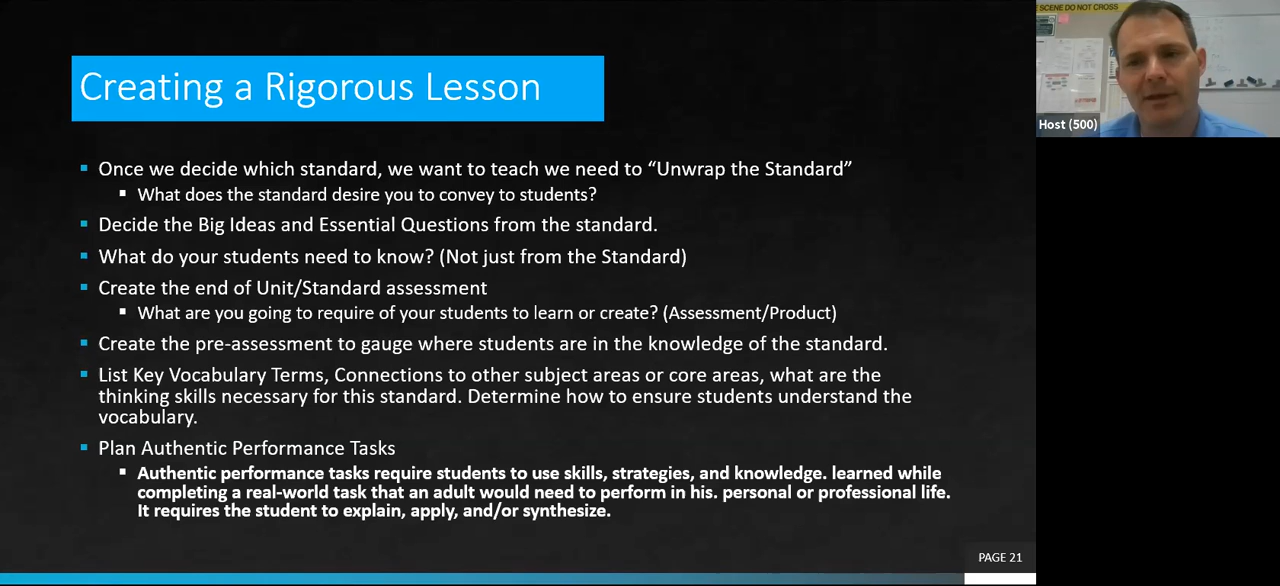 SCENE DO NOT CROSS
Creating a Rigorous Lesson
Host (500)
Once we decide which standard, we want to teach we need to “Unwrap the Standard”
What does the standard desire you to convey to students?
Decide the Big Ideas and Essential Questions from the standard.
What do your students need to know? (Not just from the Standard)
Create the end of Unit/Standard assessment
What are you going to require of your students to learn or create? (Assessment/Product)
Create the pre-assessment to gauge where students are in the knowledge of the standard.
List Key Vocabulary Terms, Connections to other subject areas or core areas, what are the
thinking skills necessary for this standard. Determine how to ensure students understand the
vocabulary.
Plan Authentic Performance Tasks
Authentic performance tasks require students to use skills, strategies, and knowledge. learned while
completing a real-world task that an adult would need to perform in his. personal or professional life.
It requires the student to explain, apply, and/or synthesize.
PAGE 21